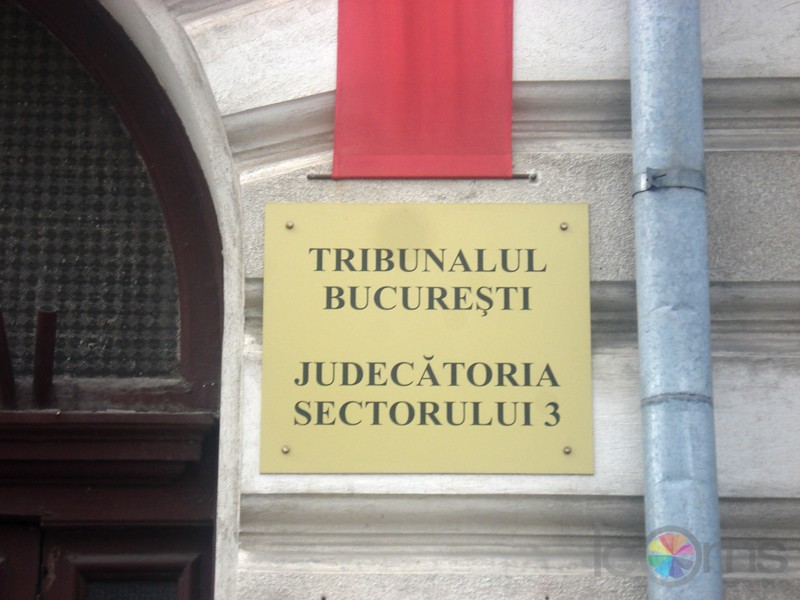 TRIBUNALUL
BUCUREŞTI
JUDECĂTORIA
SECTORULUI 3